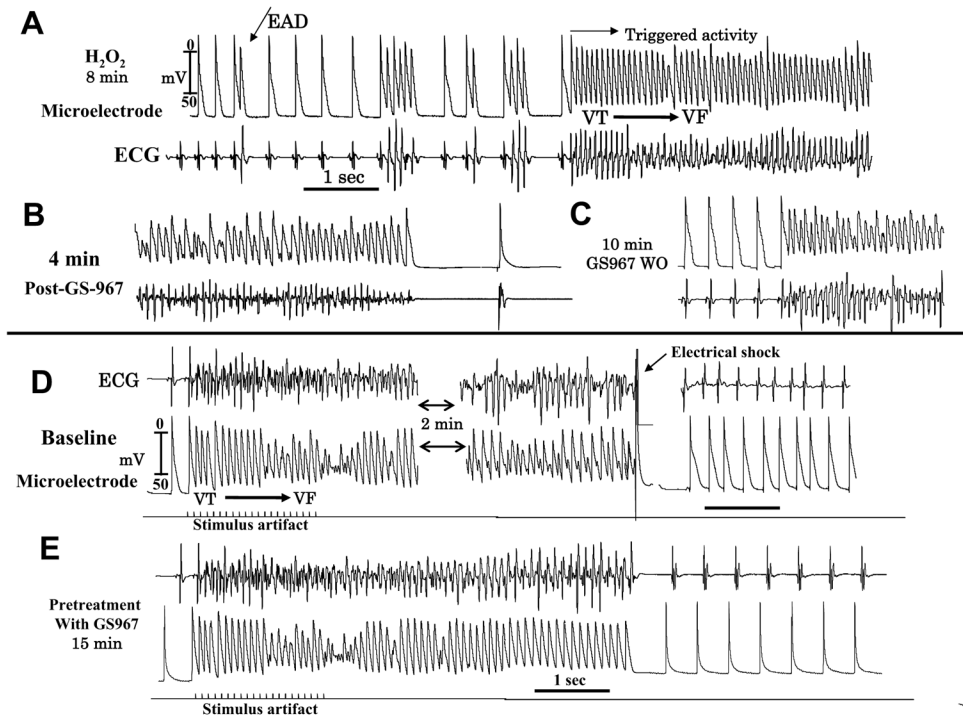 A
EAD
H₂O₂
8 min
0
mV
50
Microelectrode
Triggered activity
VT
VF
ECG
1 sec
B
4 min
Post-GS-967
C
10 min
GS967 WO
D
ECG
Electrical shock
2 min
Baseline
0
mV
50
Microelectrode
VT
VF
Stimulus artifact
E
Pretreatment
With GS967
15 min
1 sec
Stimulus artifact